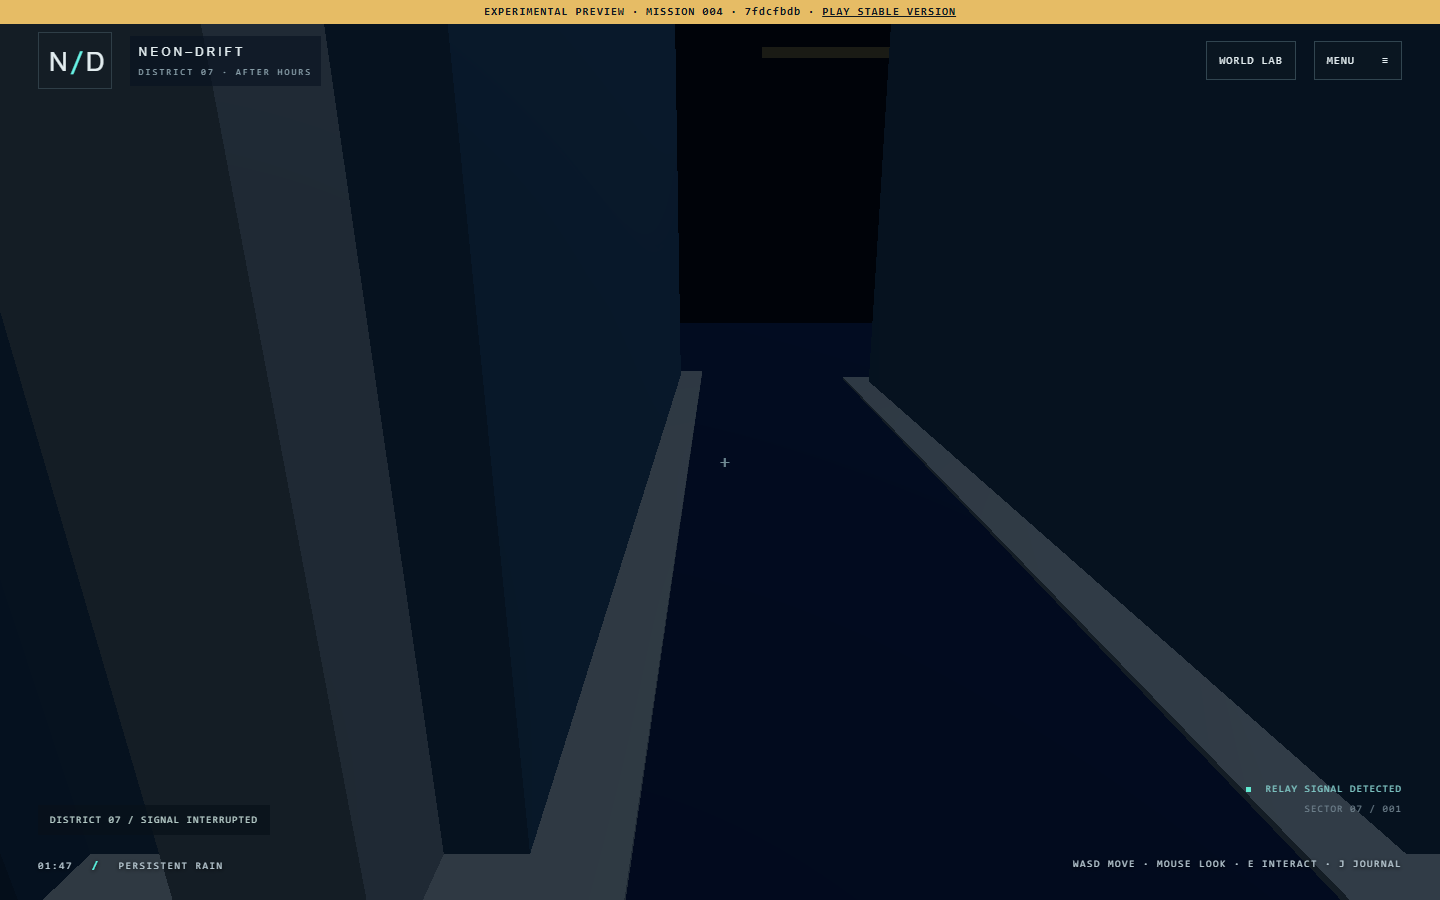 EXPERIMENTAL PREVIEW · MISSION 004 · 7fdcfbdb · PLAY STABLE VERSION
N/D
NEON—DRIFT
DISTRICT 07 · AFTER HOURS
WORLD LAB
MENU ≡
RELAY SIGNAL DETECTED
SECTOR 07 / 001
DISTRICT 07 / SIGNAL INTERRUPTED
01:47 / PERSISTENT RAIN
WASD MOVE · MOUSE LOOK · E INTERACT · J JOURNAL